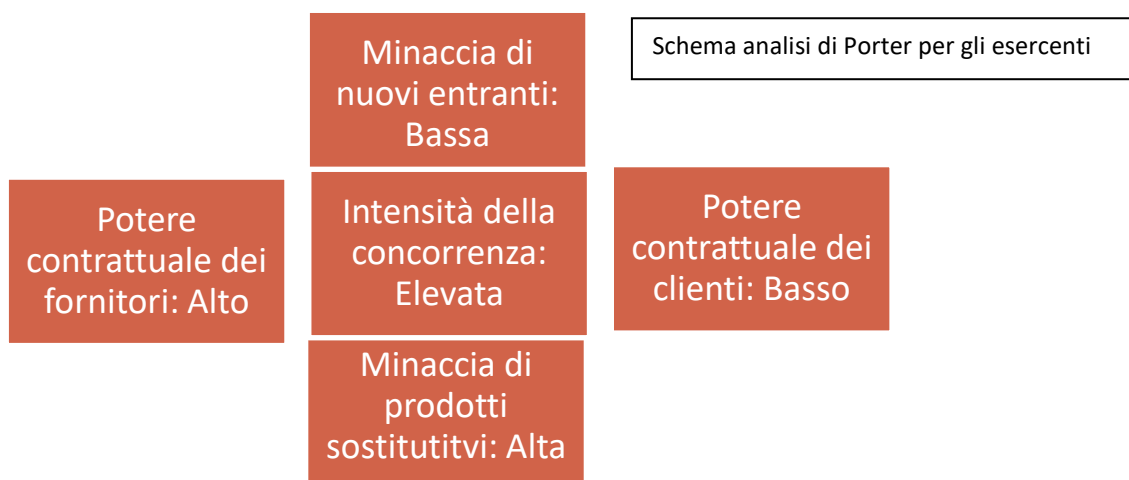 Schema analisi di Porter per gli esercenti
Minaccia di
nuovi entranti:
Bassa
Potere
contrattuale dei
fornitori: Alto
Intensità della
concorrenza:
Elevata
Potere
contrattuale dei
clienti: Basso
Minaccia di
prodotti
sostitutitvi: Alta